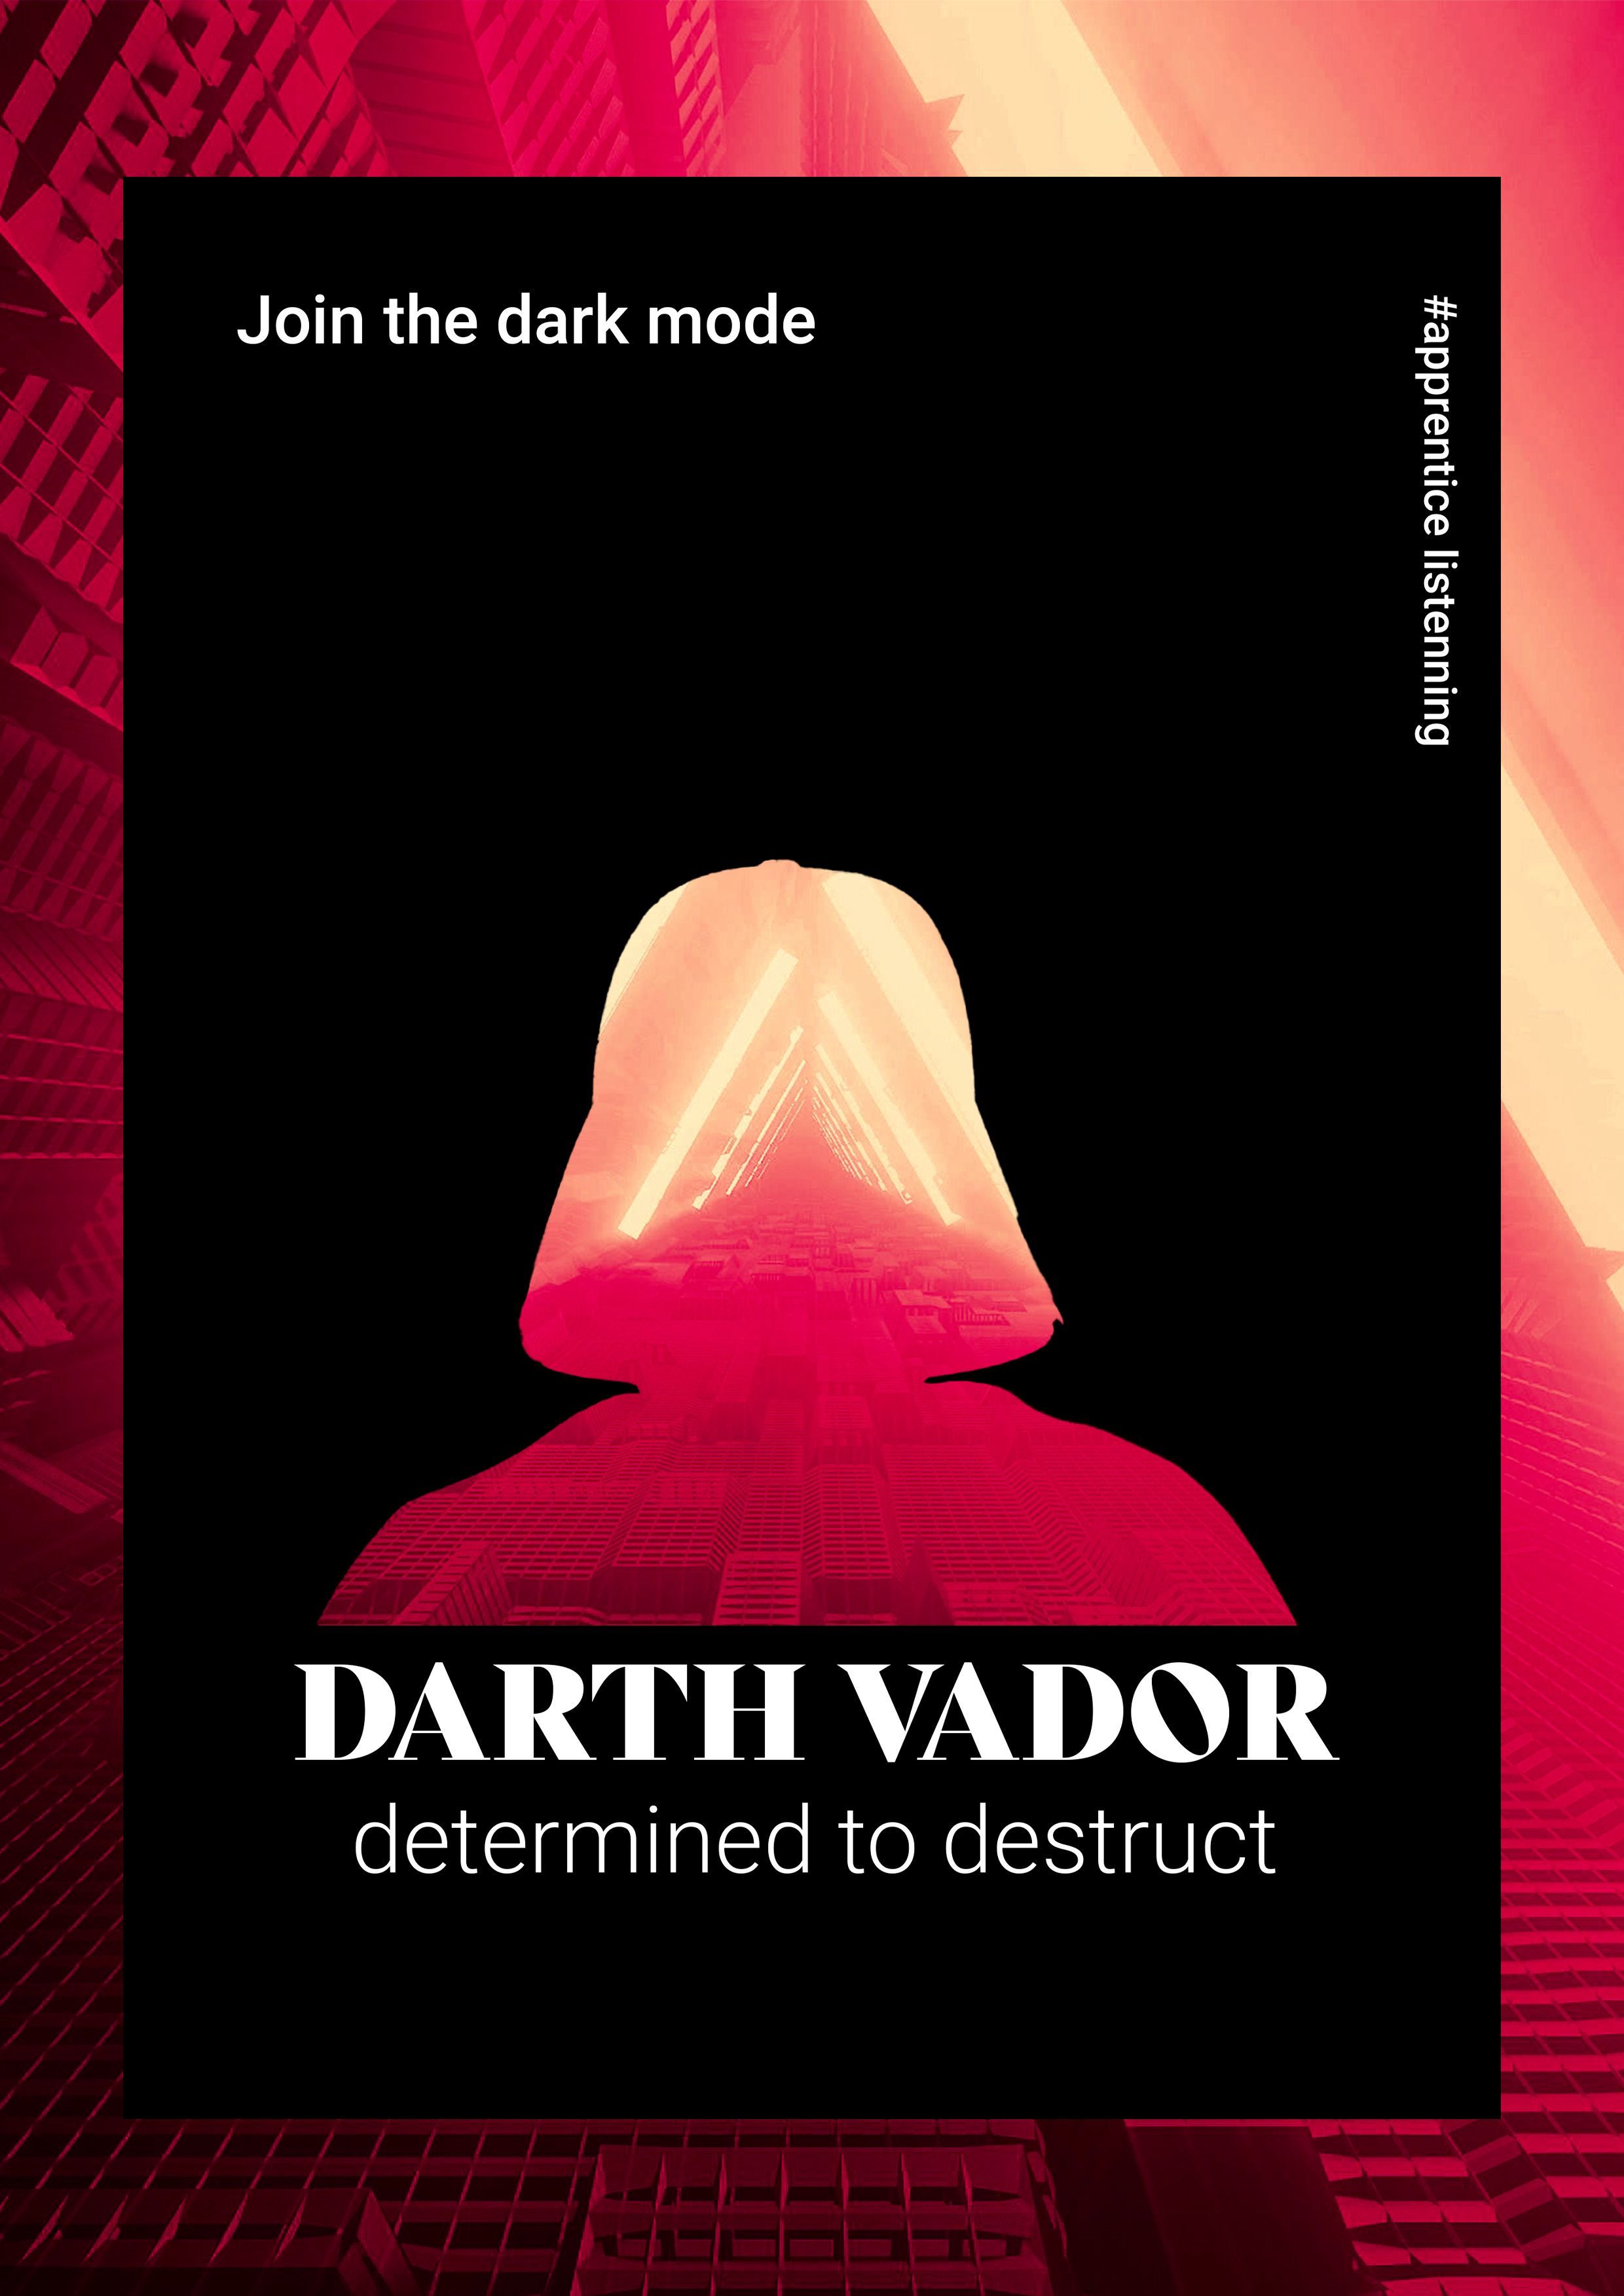 Join the dark mode
#apprentice listenning
DARTH VADOR
determined to destruct